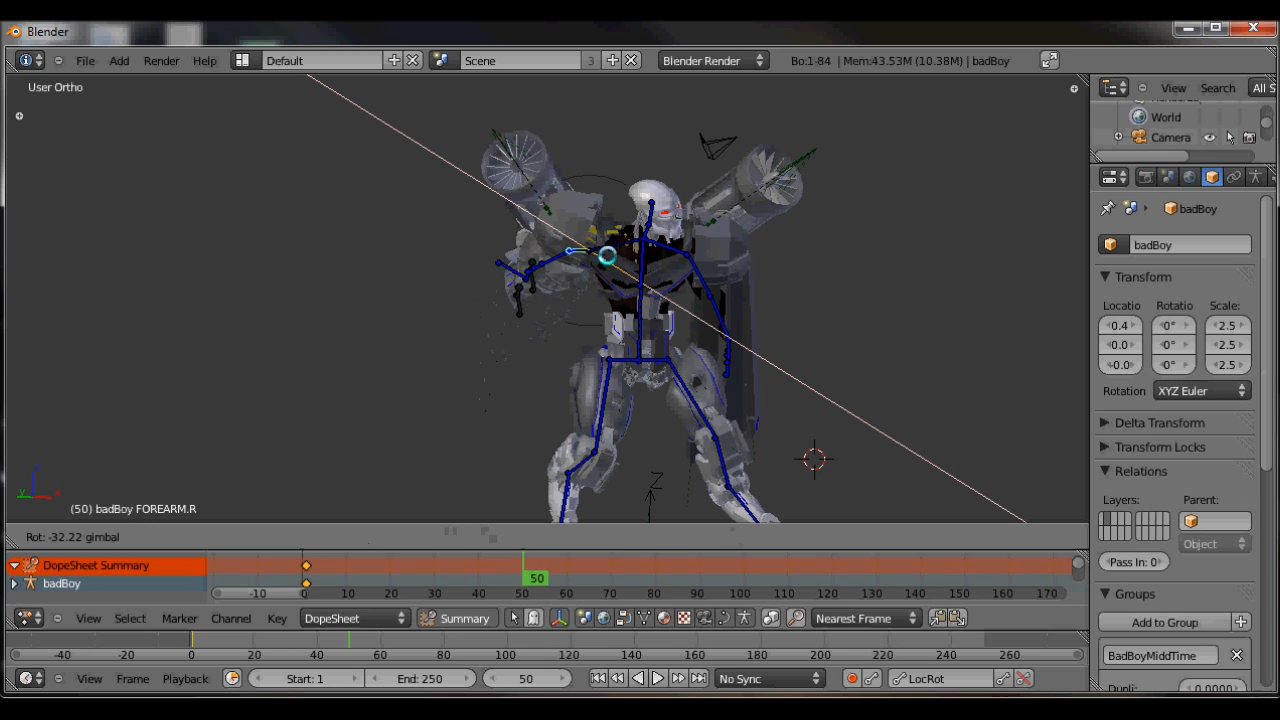 Blender
File Add Render Help Default Scene 3 Blender Render Bo:1-84 | Mem:43.53M (10.38M) | badBoy
User Ortho
View Search All S
World
Camera
badBoy
badBoy
Transform
Locatio Rotatio Scale:
0.4 0° 2.5
0.0 0° 2.5
-0.0 0° 2.5
Rotation XYZ Euler
Delta Transform
Transform Locks
Relations
Layers: Parent:
Object
Pass In: 0
Groups
Add to Group
BadBoyMiddTime
0.0000
Z
(50) badBoy FOREARM.R
Rot: -32.22 gimbal
DopeSheet Summary
badBoy
50
-10 0 10 20 30 40 50 60 70 80 90 100 110 120 130 140 150 160 170
View Select Marker Channel Key DopeSheet Summary Nearest Frame
-40 -20 0 20 40 60 80 100 120 140 160 180 200 220 240 260
View Frame Playback Start: 1 End: 250 50 No Sync LocRot